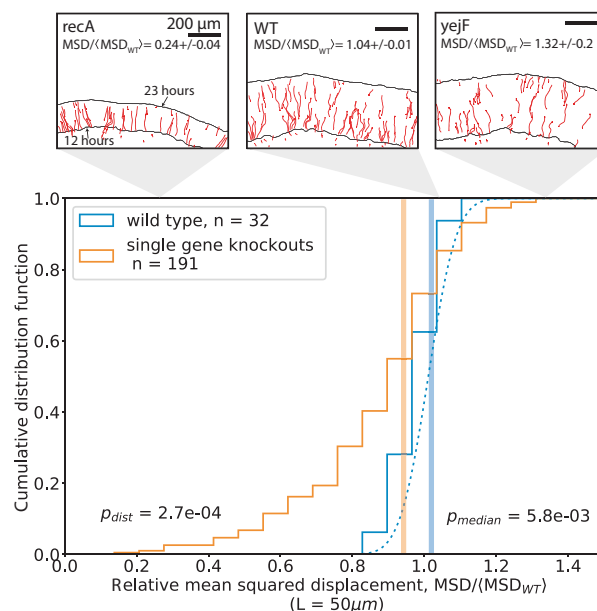 recA
200 µm
MSD/⟨MSD_WT⟩= 0.24+/-0.04
23 hours
12 hours
WT
MSD/⟨MSD_WT⟩= 1.04+/-0.01
yejF
MSD/⟨MSD_WT⟩= 1.32+/-0.2
Cumulative distribution function
1.0
0.8
0.6
0.4
0.2
0.0
wild type, n = 32
single gene knockouts
n = 191
p_dist = 2.7e-04
p_median = 5.8e-03
0.0 0.2 0.4 0.6 0.8 1.0 1.2 1.4
Relative mean squared displacement, MSD/⟨MSD_WT⟩
(L = 50µm)